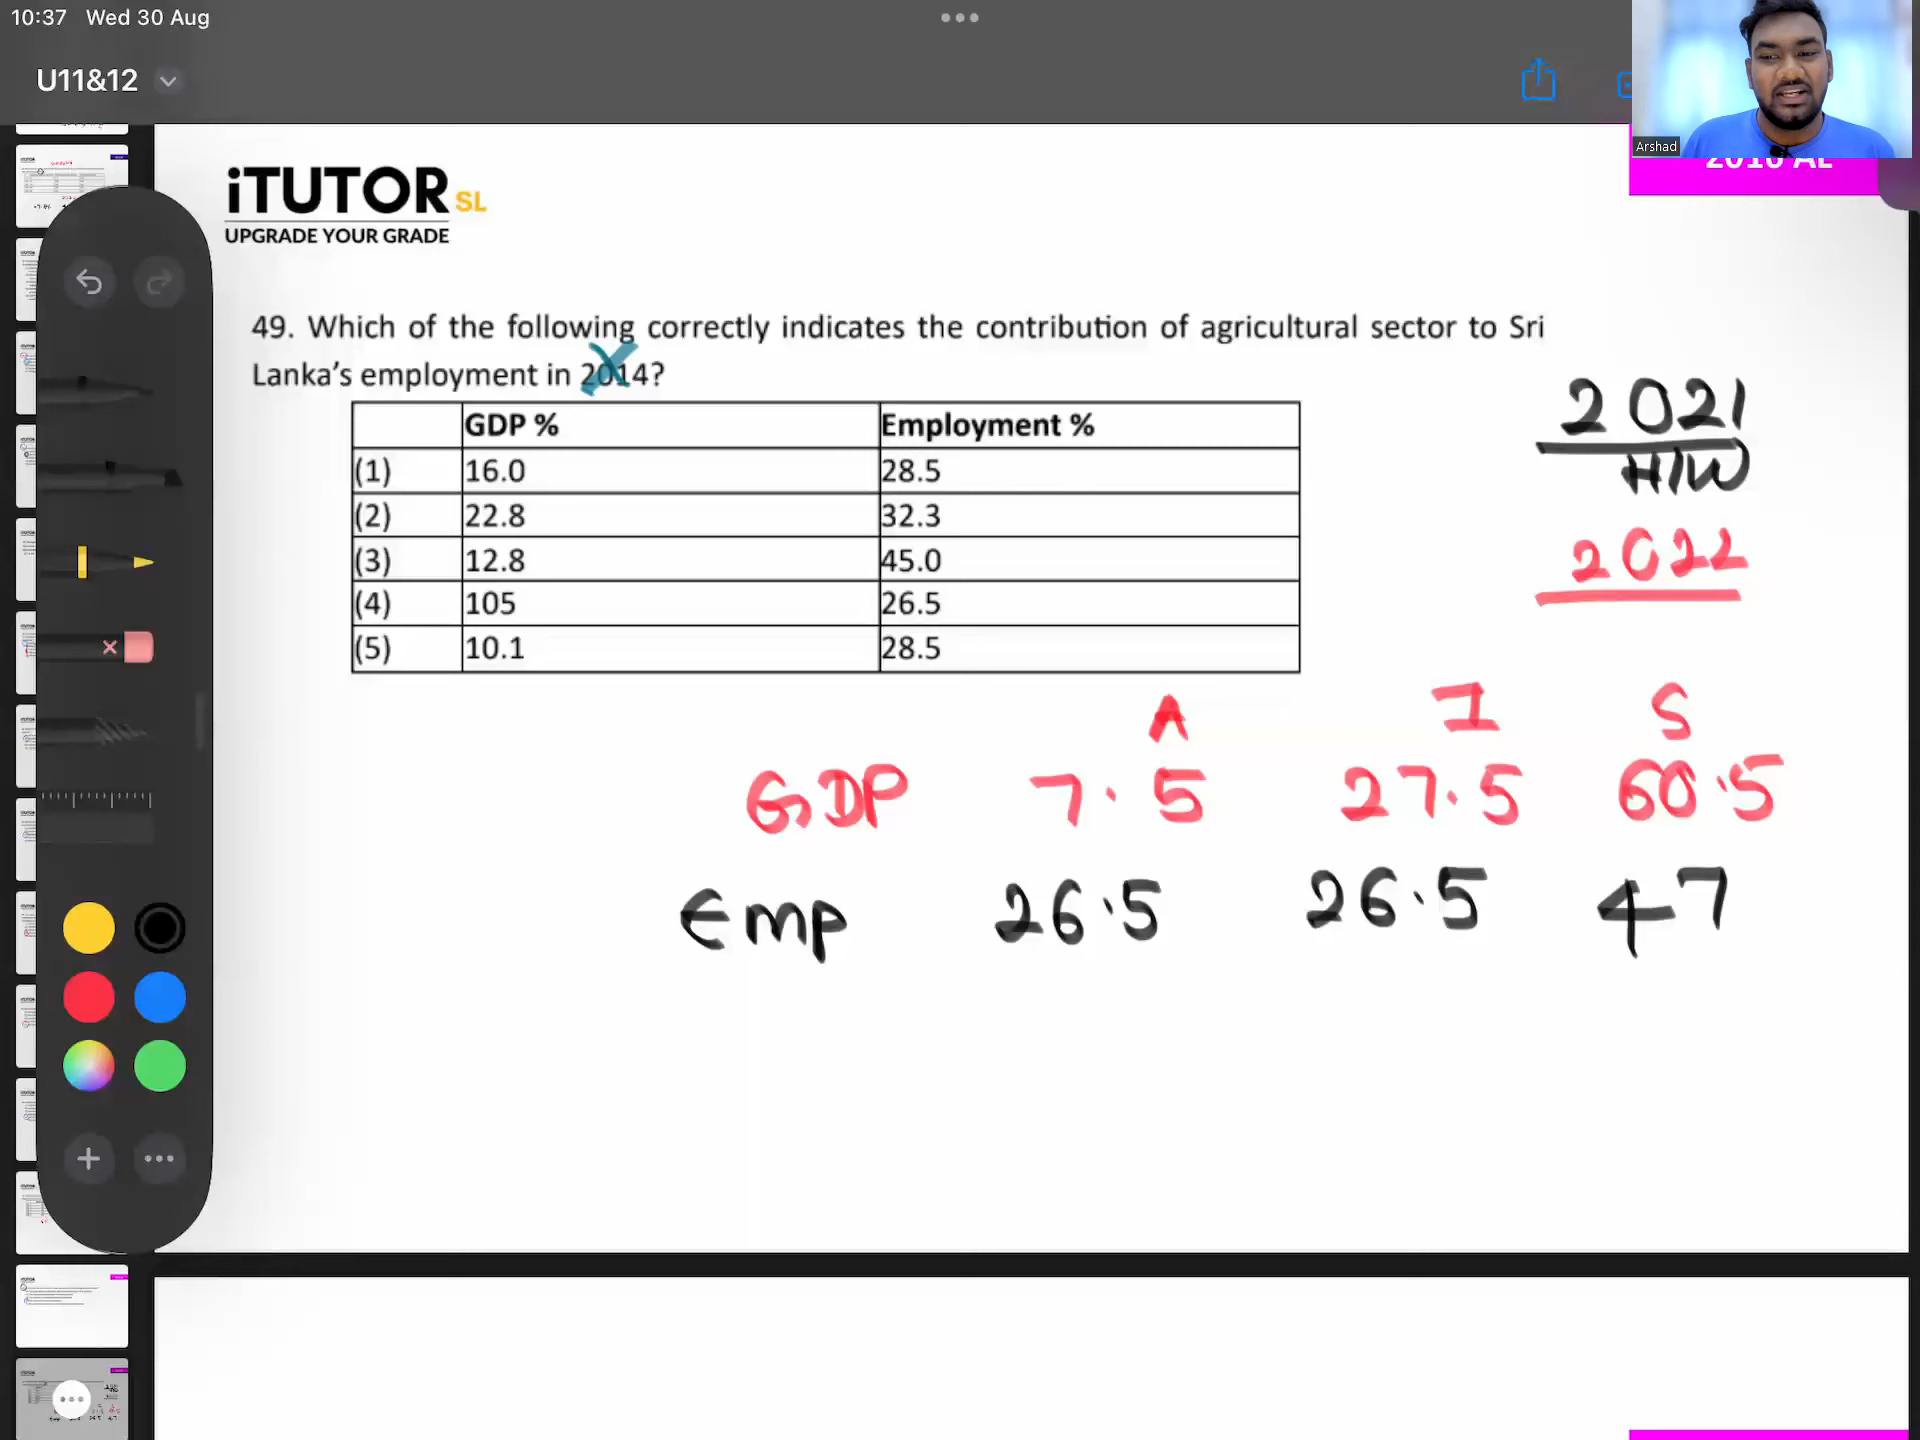 10:37 Wed 30 Aug
U11&12
Arshad
iTUTOR SL
UPGRADE YOUR GRADE
49. Which of the following correctly indicates the contribution of agricultural sector to Sri
Lanka's employment in 2014?
GDP % Employment %
(1) 16.0 28.5
(2) 22.8 32.3
(3) 12.8 45.0
(4) 105 26.5
(5) 10.1 28.5
2021
H/W
2022
A I S
GDP 7.5 27.5 60.5
Emp 26.5 26.5 47